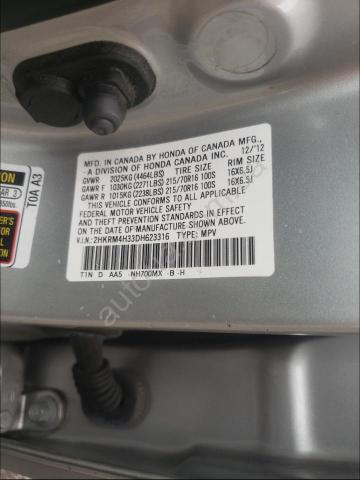 MFD. IN CANADA BY HONDA OF CANADA MFG.,
- A DIVISION OF HONDA CANADA INC. 12/'12
GVWR 2025KG (4464LBS) TIRE SIZE RIM SIZE
GAWR F 1030KG (2271LBS) 215/70R16 100S 16X6.5J
GAWR R 1015KG (2238LBS) 215/70R16 100S 16X6.5J
THIS VEHICLE CONFORMS TO ALL APPLICABLE
FEDERAL MOTOR VEHICLE SAFETY
AND THEFT PREVENTION STANDARDS IN EFFECT ON
THE DATE OF MANUFACTURE SHOWN ABOVE.
V.I.N.: 2HKRM4H33DH623316 TYPE: MPV
TIN D AA5 NH700MX -B -H
T0A A3
ION
AR 3